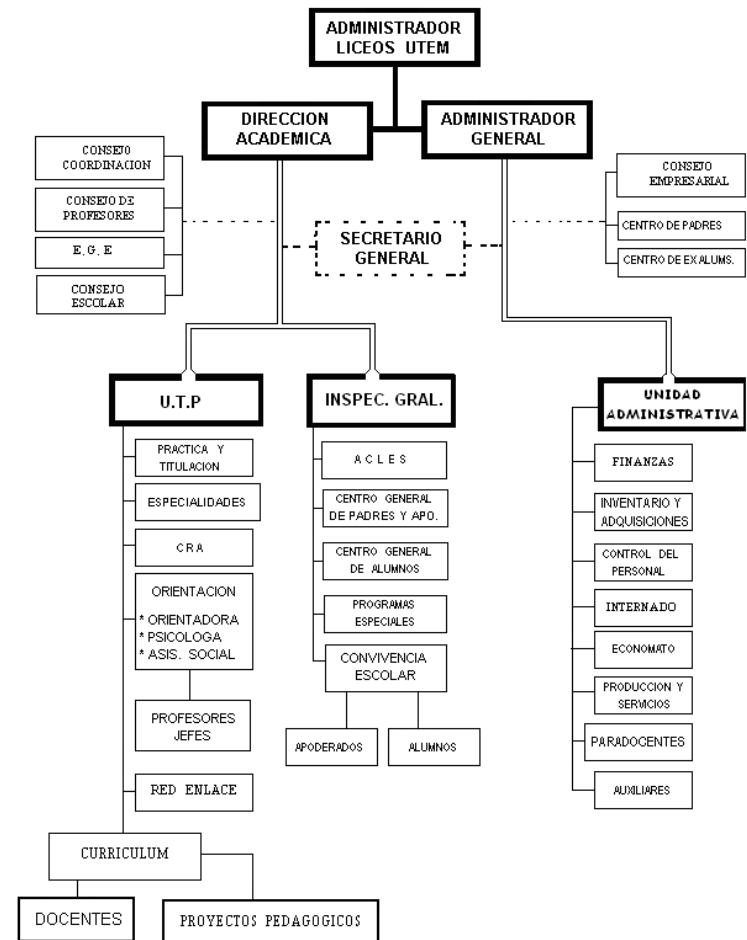 ADMINISTRADOR
LICEOS UTEM
DIRECCION
ACADEMICA
ADMINISTRADOR
GENERAL
CONSEJO
COORDINACION
CONSEJO DE
PROFESORES
E. G. E
CONSEJO
ESCOLAR
SECRETARIO
GENERAL
CONSEJO
EMPRESARIAL
CENTRO DE PADRES
CENTRO DE EXALUMS.
U.T.P
INSPEC. GRAL.
UNIDAD
ADMINISTRATIVA
PRACTICA Y
TITULACION
ESPECIALIDADES
CRA
ORIENTACION
* ORIENTADORA
* PSICOLOGA
* ASIS. SOCIAL
PROFESORES
JEFES
RED ENLACE
CURRICULUM
DOCENTES
PROYECTOS PEDAGOGICOS
A C L E S
CENTRO GENERAL
DE PADRES Y APO.
CENTRO GENERAL
DE ALUMNOS
PROGRAMAS
ESPECIALES
CONVIVENCIA
ESCOLAR
APODERADOS
ALUMNOS
FINANZAS
INVENTARIO Y
ADQUISICIONES
CONTROL DEL
PERSONAL
INTERNADO
ECONOMATO
PRODUCCION Y
SERVICIOS
PARADOCENTES
AUXILIARES